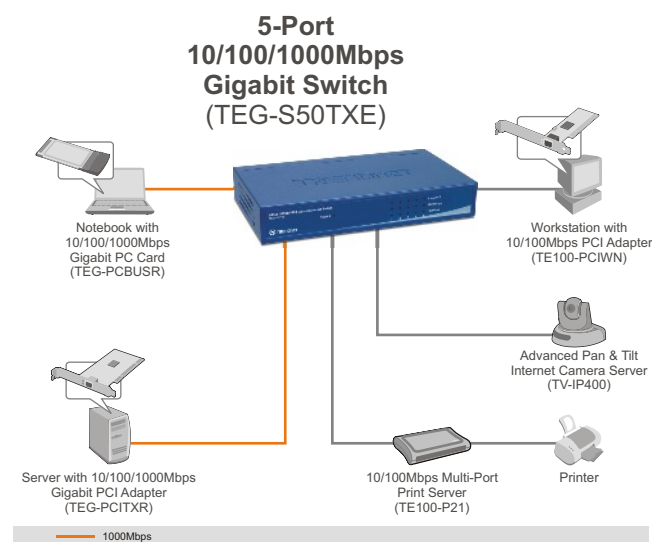 5-Port
10/100/1000Mbps
Gigabit Switch
(TEG-S50TXE)
Notebook with
10/100/1000Mbps
Gigabit PC Card
(TEG-PCBUSR)
Workstation with
10/100Mbps PCI Adapter
(TE100-PCIWN)
Advanced Pan & Tilt
Internet Camera Server
(TV-IP400)
Server with 10/100/1000Mbps
Gigabit PCI Adapter
(TEG-PCITXR)
10/100Mbps Multi-Port
Print Server
(TE100-P21)
Printer
1000Mbps